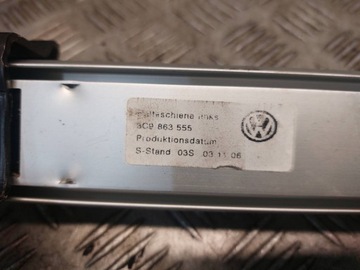 links
3C9 863 555
Produktionsdatum
S-Stand 03S 03.11.06